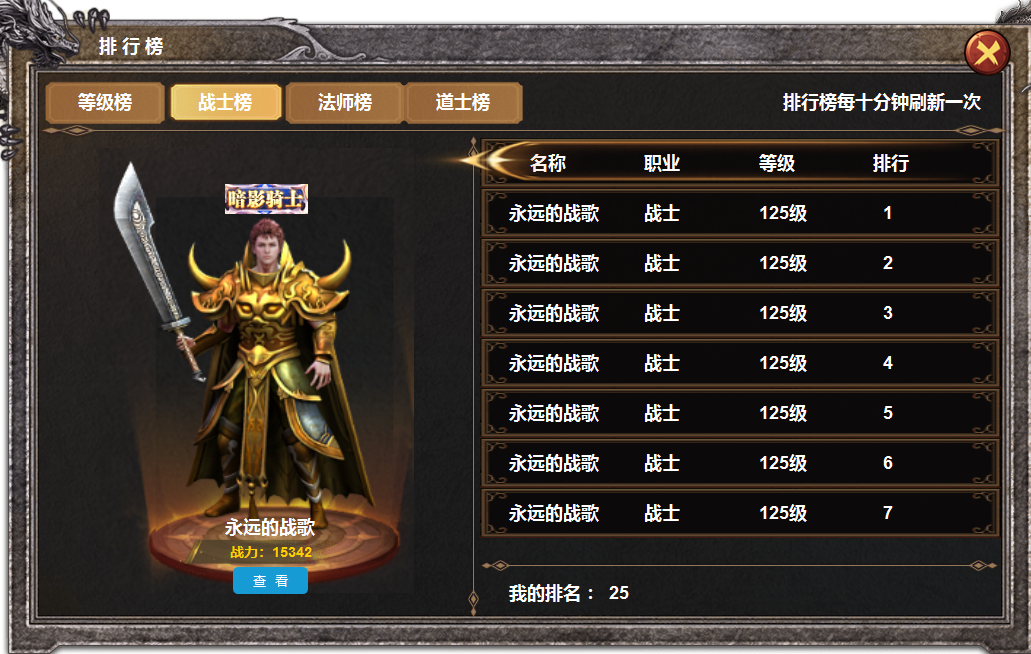 排行榜
等级榜 战士榜 法师榜 道士榜 排行榜每十分钟刷新一次
名称 职业 等级 排行
永远的战歌 战士 125级 1
永远的战歌 战士 125级 2
永远的战歌 战士 125级 3
永远的战歌 战士 125级 4
永远的战歌 战士 125级 5
永远的战歌 战士 125级 6
永远的战歌 战士 125级 7
我的排名： 25
暗影骑士
永远的战歌
战力：15342
查 看